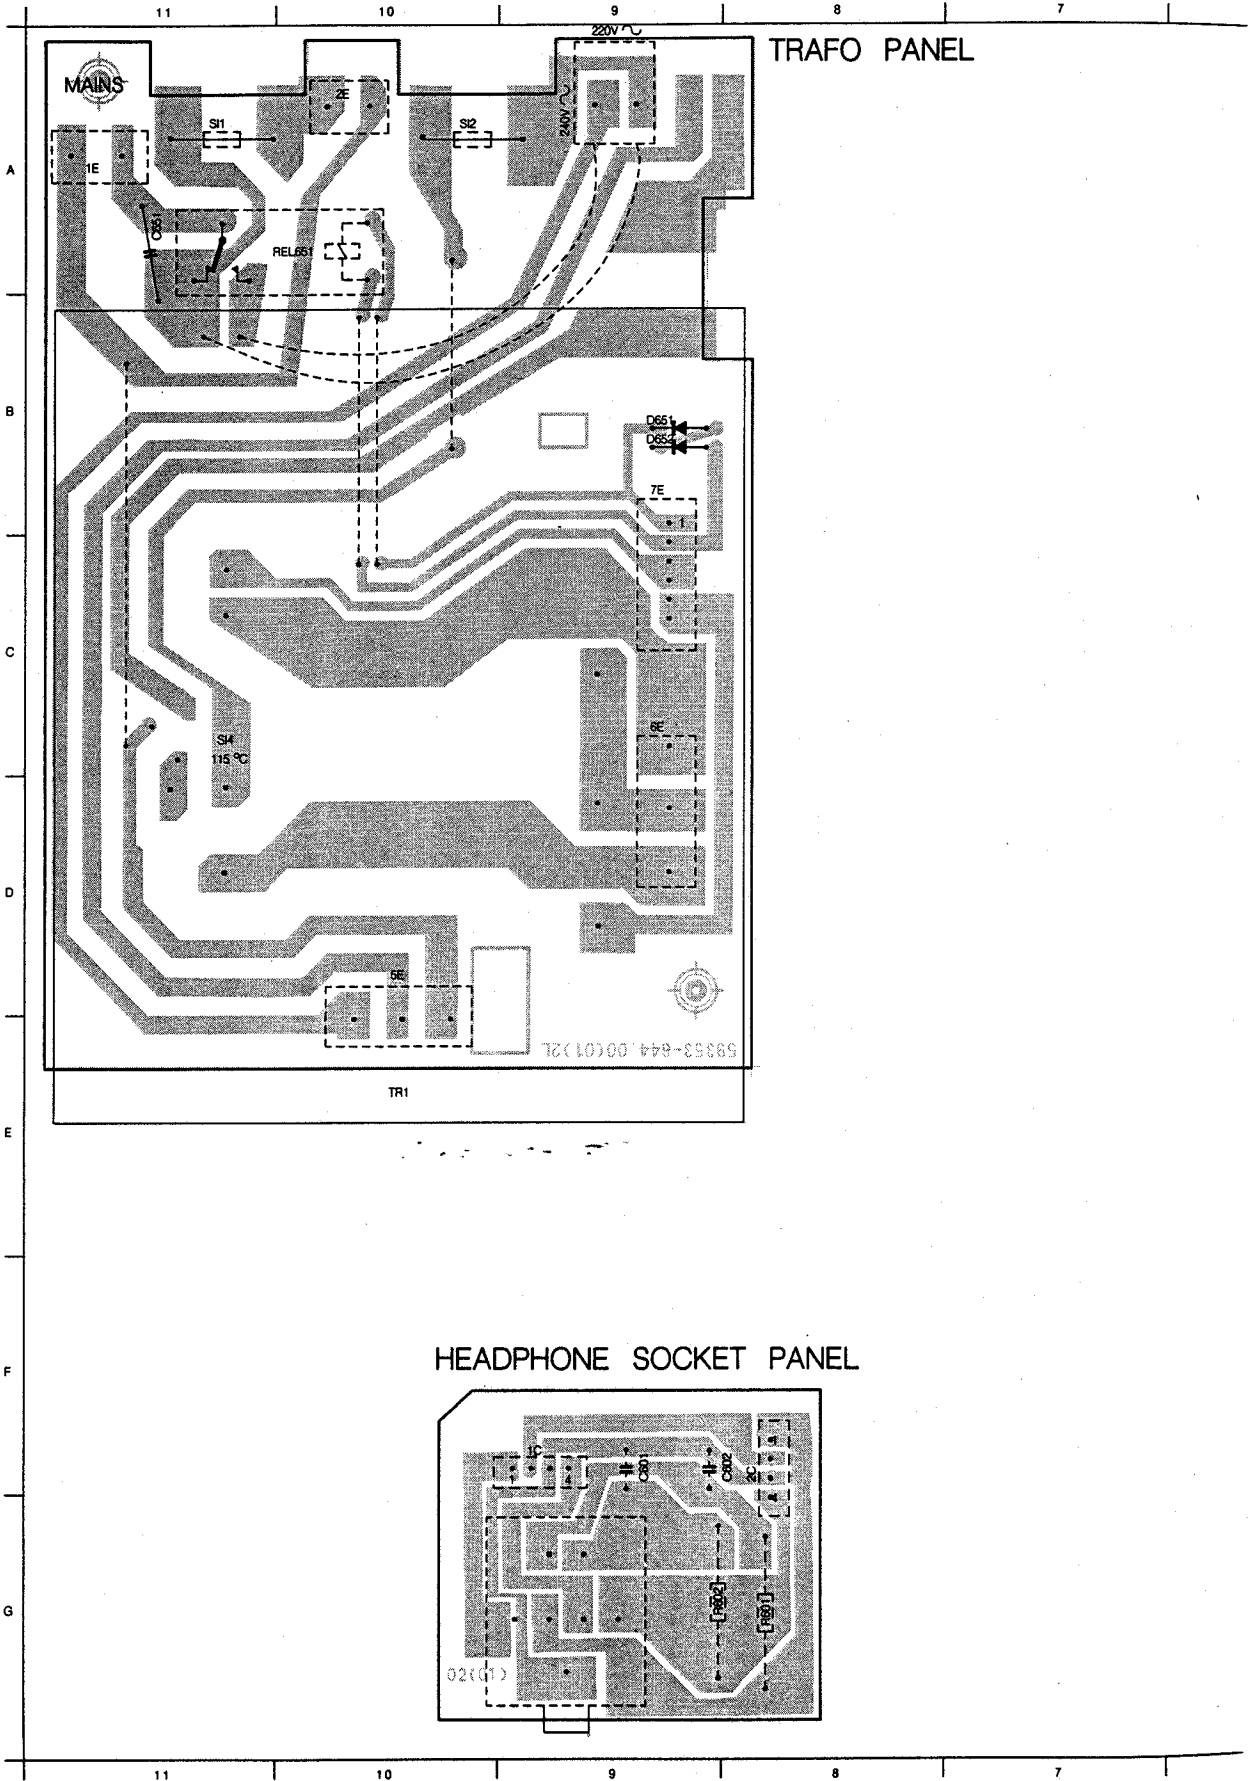 11 10 9 8 7
220V
TRAFO PANEL
MAINS
2E
240V
SI1
SI2
A
1E
C651
REL651
B
D651
D652
7E
1
C
6E
SI4
115 °C
D
5E
59353-644.00(01)2L
TR1
E
HEADPHONE SOCKET PANEL
F
1C
C601
C602
2C
1 4
G
R602
R601
02(01)
11 10 9 8 7